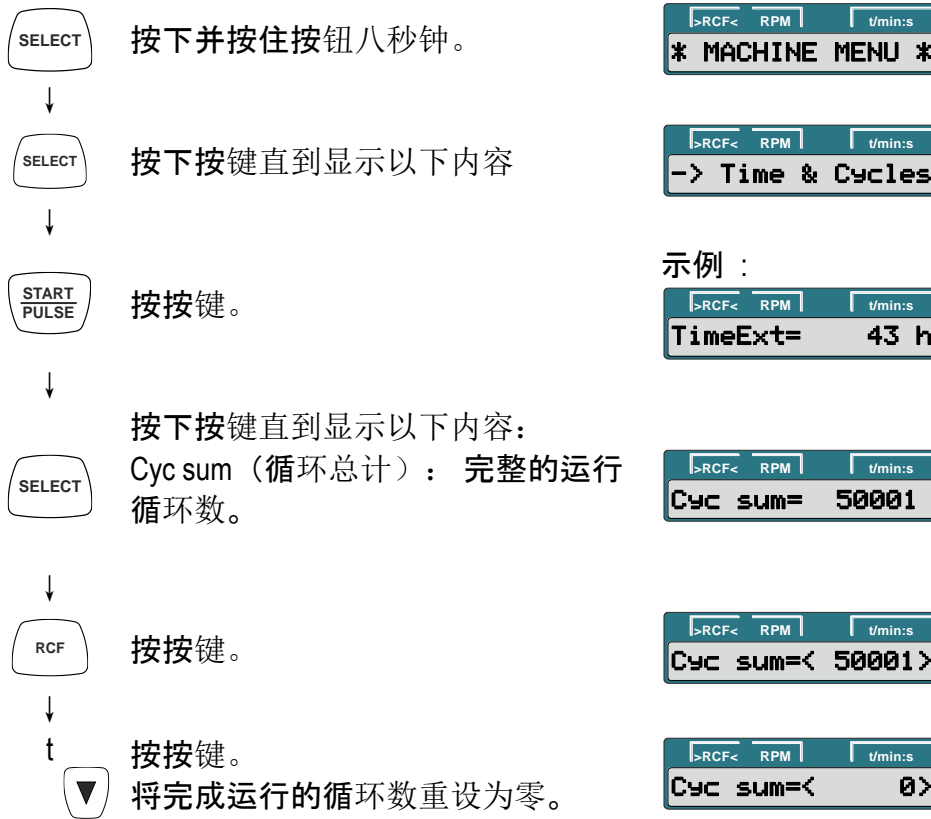 SELECT
按下并按住按钮八秒钟。
>RCF< RPM t/min:s
* MACHINE MENU *
↓
SELECT
按下按键直到显示以下内容
>RCF< RPM t/min:s
-> Time & Cycles
↓
示例 :
START
PULSE
按按键。
>RCF< RPM t/min:s
TimeExt= 43 h
↓
按下按键直到显示以下内容：
SELECT
Cyc sum（循环总计）： 完整的运行
循环数。
>RCF< RPM t/min:s
Cyc sum= 50001
↓
RCF
按按键。
>RCF< RPM t/min:s
Cyc sum=< 50001>
↓
t
▼
按按键。
将完成运行的循环数重设为零。
>RCF< RPM t/min:s
Cyc sum=< 0>